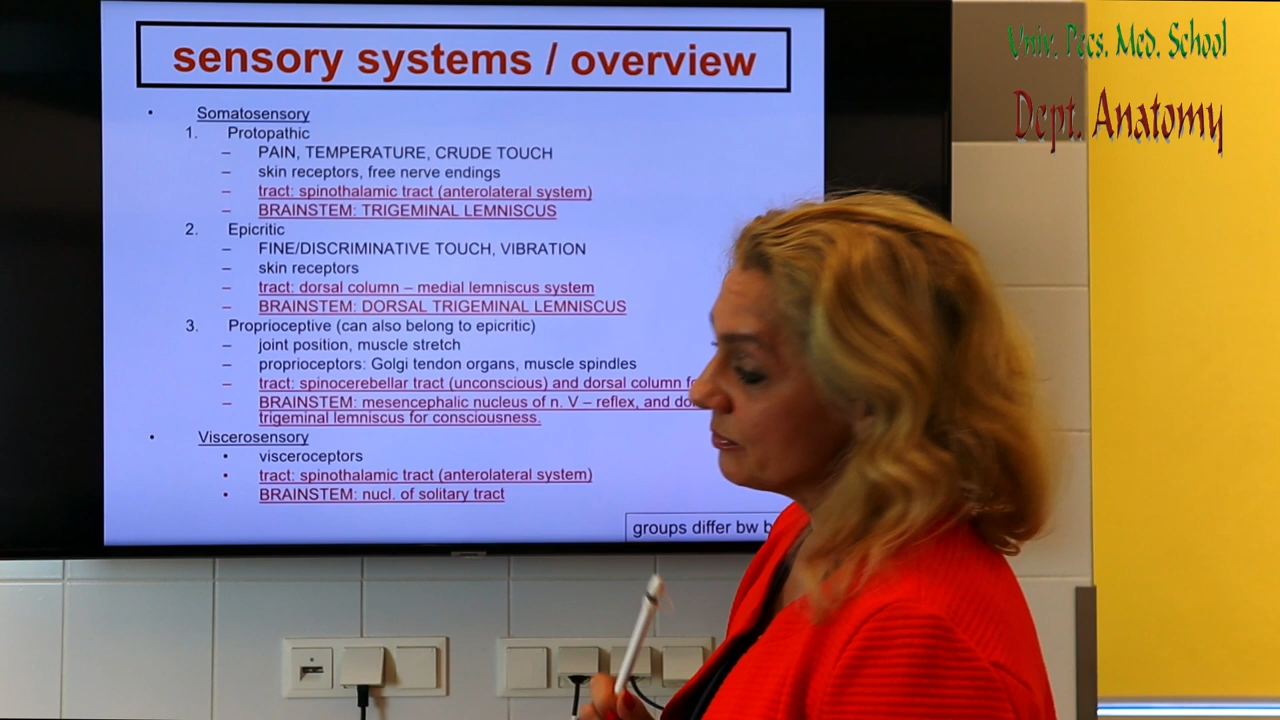 sensory systems / overview
• Somatosensory
1. Protopathic
– PAIN, TEMPERATURE, CRUDE TOUCH
– skin receptors, free nerve endings
– tract: spinothalamic tract (anterolateral system)
– BRAINSTEM: TRIGEMINAL LEMNISCUS
2. Epicritic
– FINE/DISCRIMINATIVE TOUCH, VIBRATION
– skin receptors
– tract: dorsal column – medial lemniscus system
– BRAINSTEM: DORSAL TRIGEMINAL LEMNISCUS
3. Proprioceptive (can also belong to epicritic)
– joint position, muscle stretch
– proprioceptors: Golgi tendon organs, muscle spindles
– tract: spinocerebellar tract (unconscious) and dorsal column
– BRAINSTEM: mesencephalic nucleus of n. V – reflex, and
trigeminal lemniscus for consciousness.
• Viscerosensory
• visceroceptors
• tract: spinothalamic tract (anterolateral system)
• BRAINSTEM: nucl. of solitary tract
groups differ bw
Univ. Pecs. Med. School
Dept. Anatomy